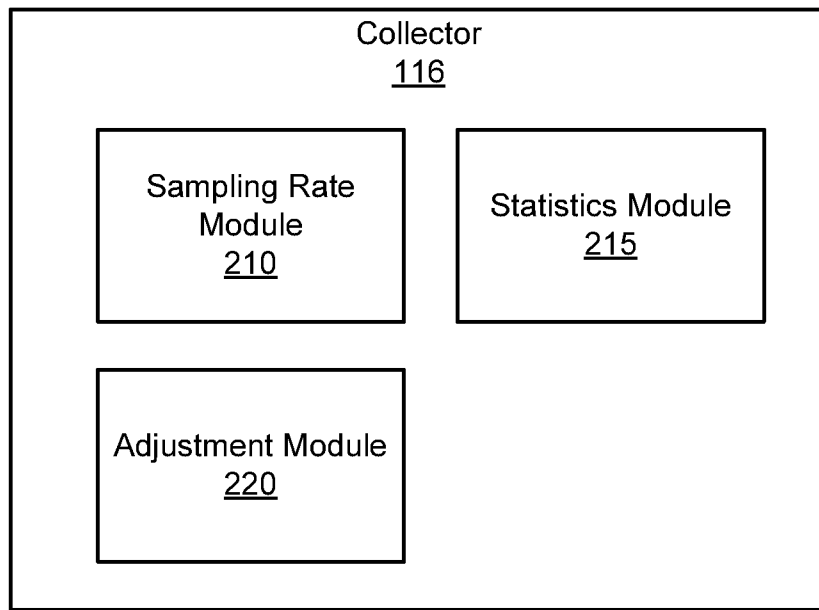 Collector
116
Sampling Rate
Module
210
Statistics Module
215
Adjustment Module
220